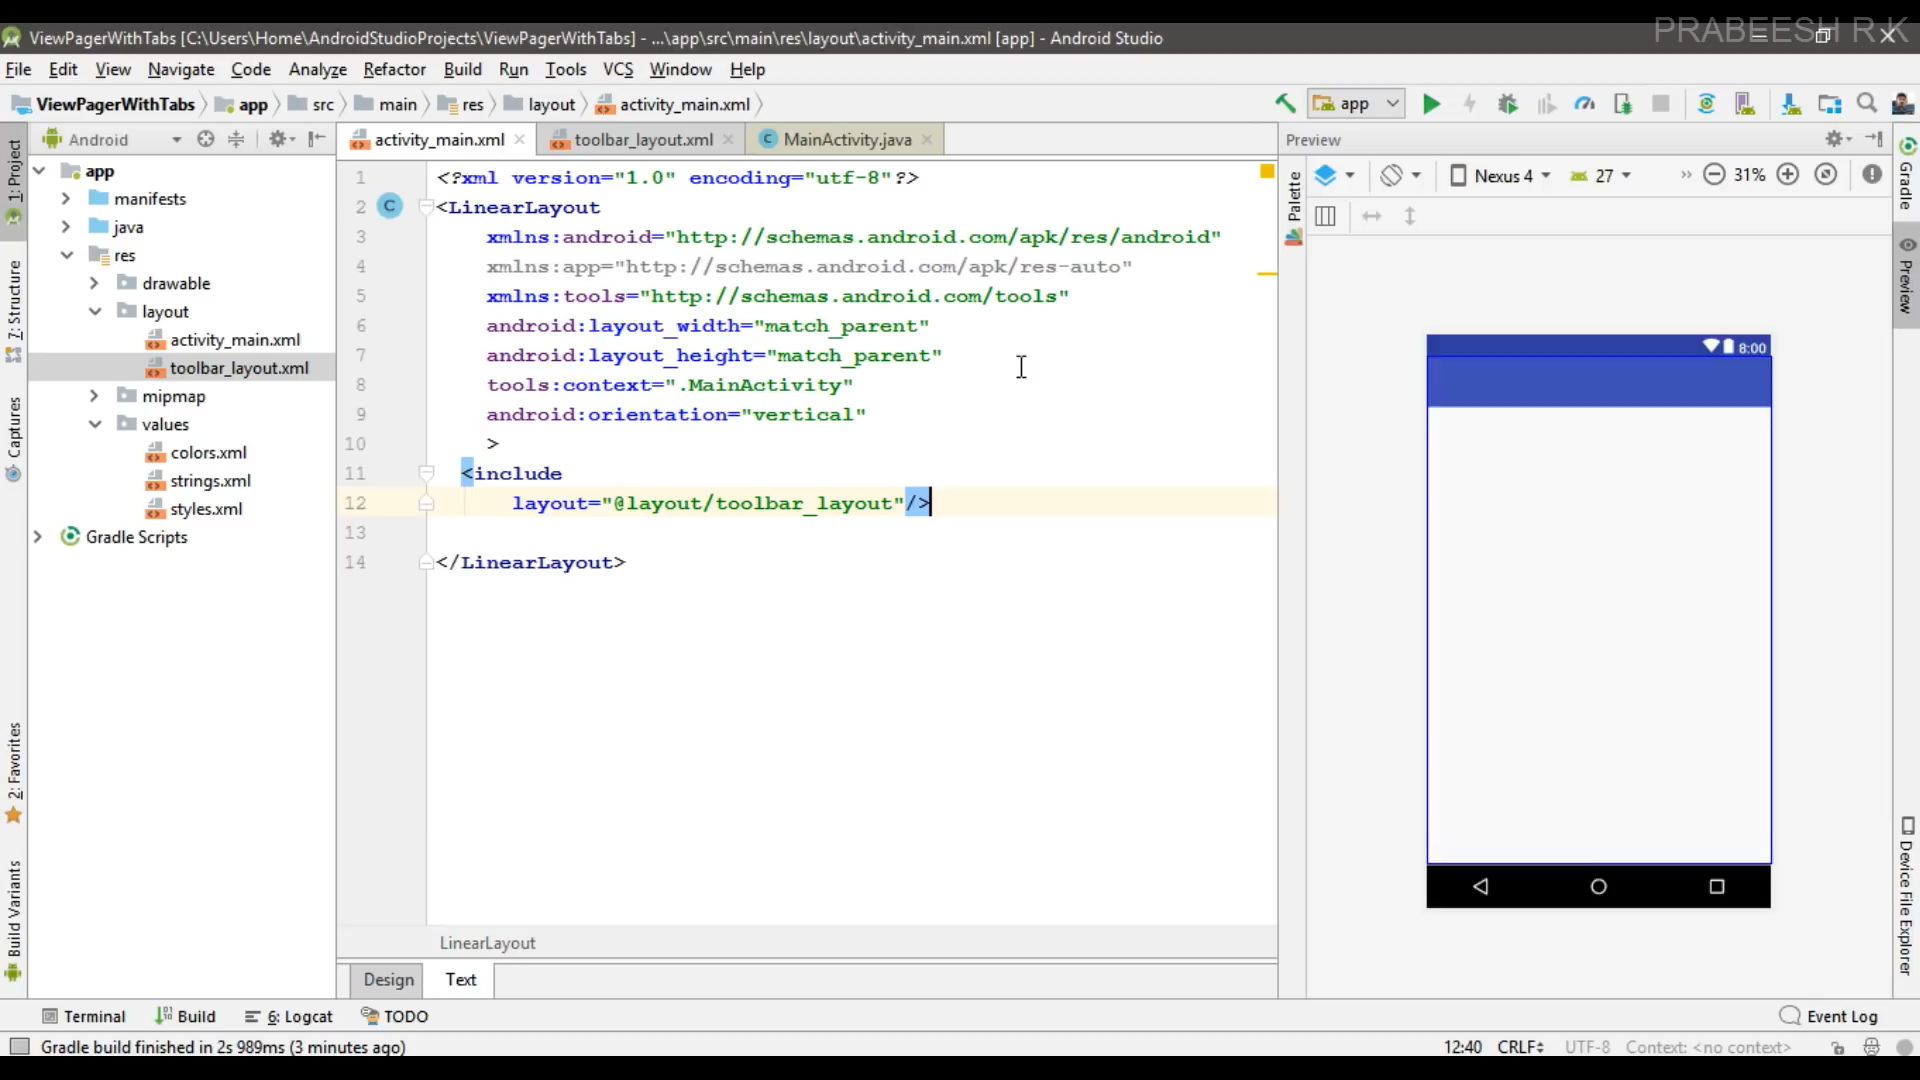 PRABEESH R K
ViewPagerWithTabs [C:\Users\Home\AndroidStudioProjects\ViewPagerWithTabs] - ...\app\src\main\res\layout\activity_main.xml [app] - Android Studio
File Edit View Navigate Code Analyze Refactor Build Run Tools VCS Window Help
ViewPagerWithTabs app src main res layout activity_main.xml app
Android
activity_main.xml toolbar_layout.xml MainActivity.java
Preview
1: Project
7: Structure
Captures
2: Favorites
Build Variants
app
manifests
java
res
drawable
layout
activity_main.xml
toolbar_layout.xml
mipmap
values
colors.xml
strings.xml
styles.xml
Gradle Scripts
1 <?xml version="1.0" encoding="utf-8"?>
2 C <LinearLayout
3 xmlns:android="http://schemas.android.com/apk/res/android"
4 xmlns:app="http://schemas.android.com/apk/res-auto"
5 xmlns:tools="http://schemas.android.com/tools"
6 android:layout_width="match_parent"
7 android:layout_height="match_parent"
8 tools:context=".MainActivity"
9 android:orientation="vertical"
10 >
11 <include
12 layout="@layout/toolbar_layout"/>
13
14 </LinearLayout>
LinearLayout
Design Text
Palette
Nexus 4 27 31%
8:00
Gradle
Preview
Device File Explorer
Terminal Build 6: Logcat TODO Event Log
Gradle build finished in 2s 989ms (3 minutes ago) 12:40 CRLF UTF-8 Context: <no context>